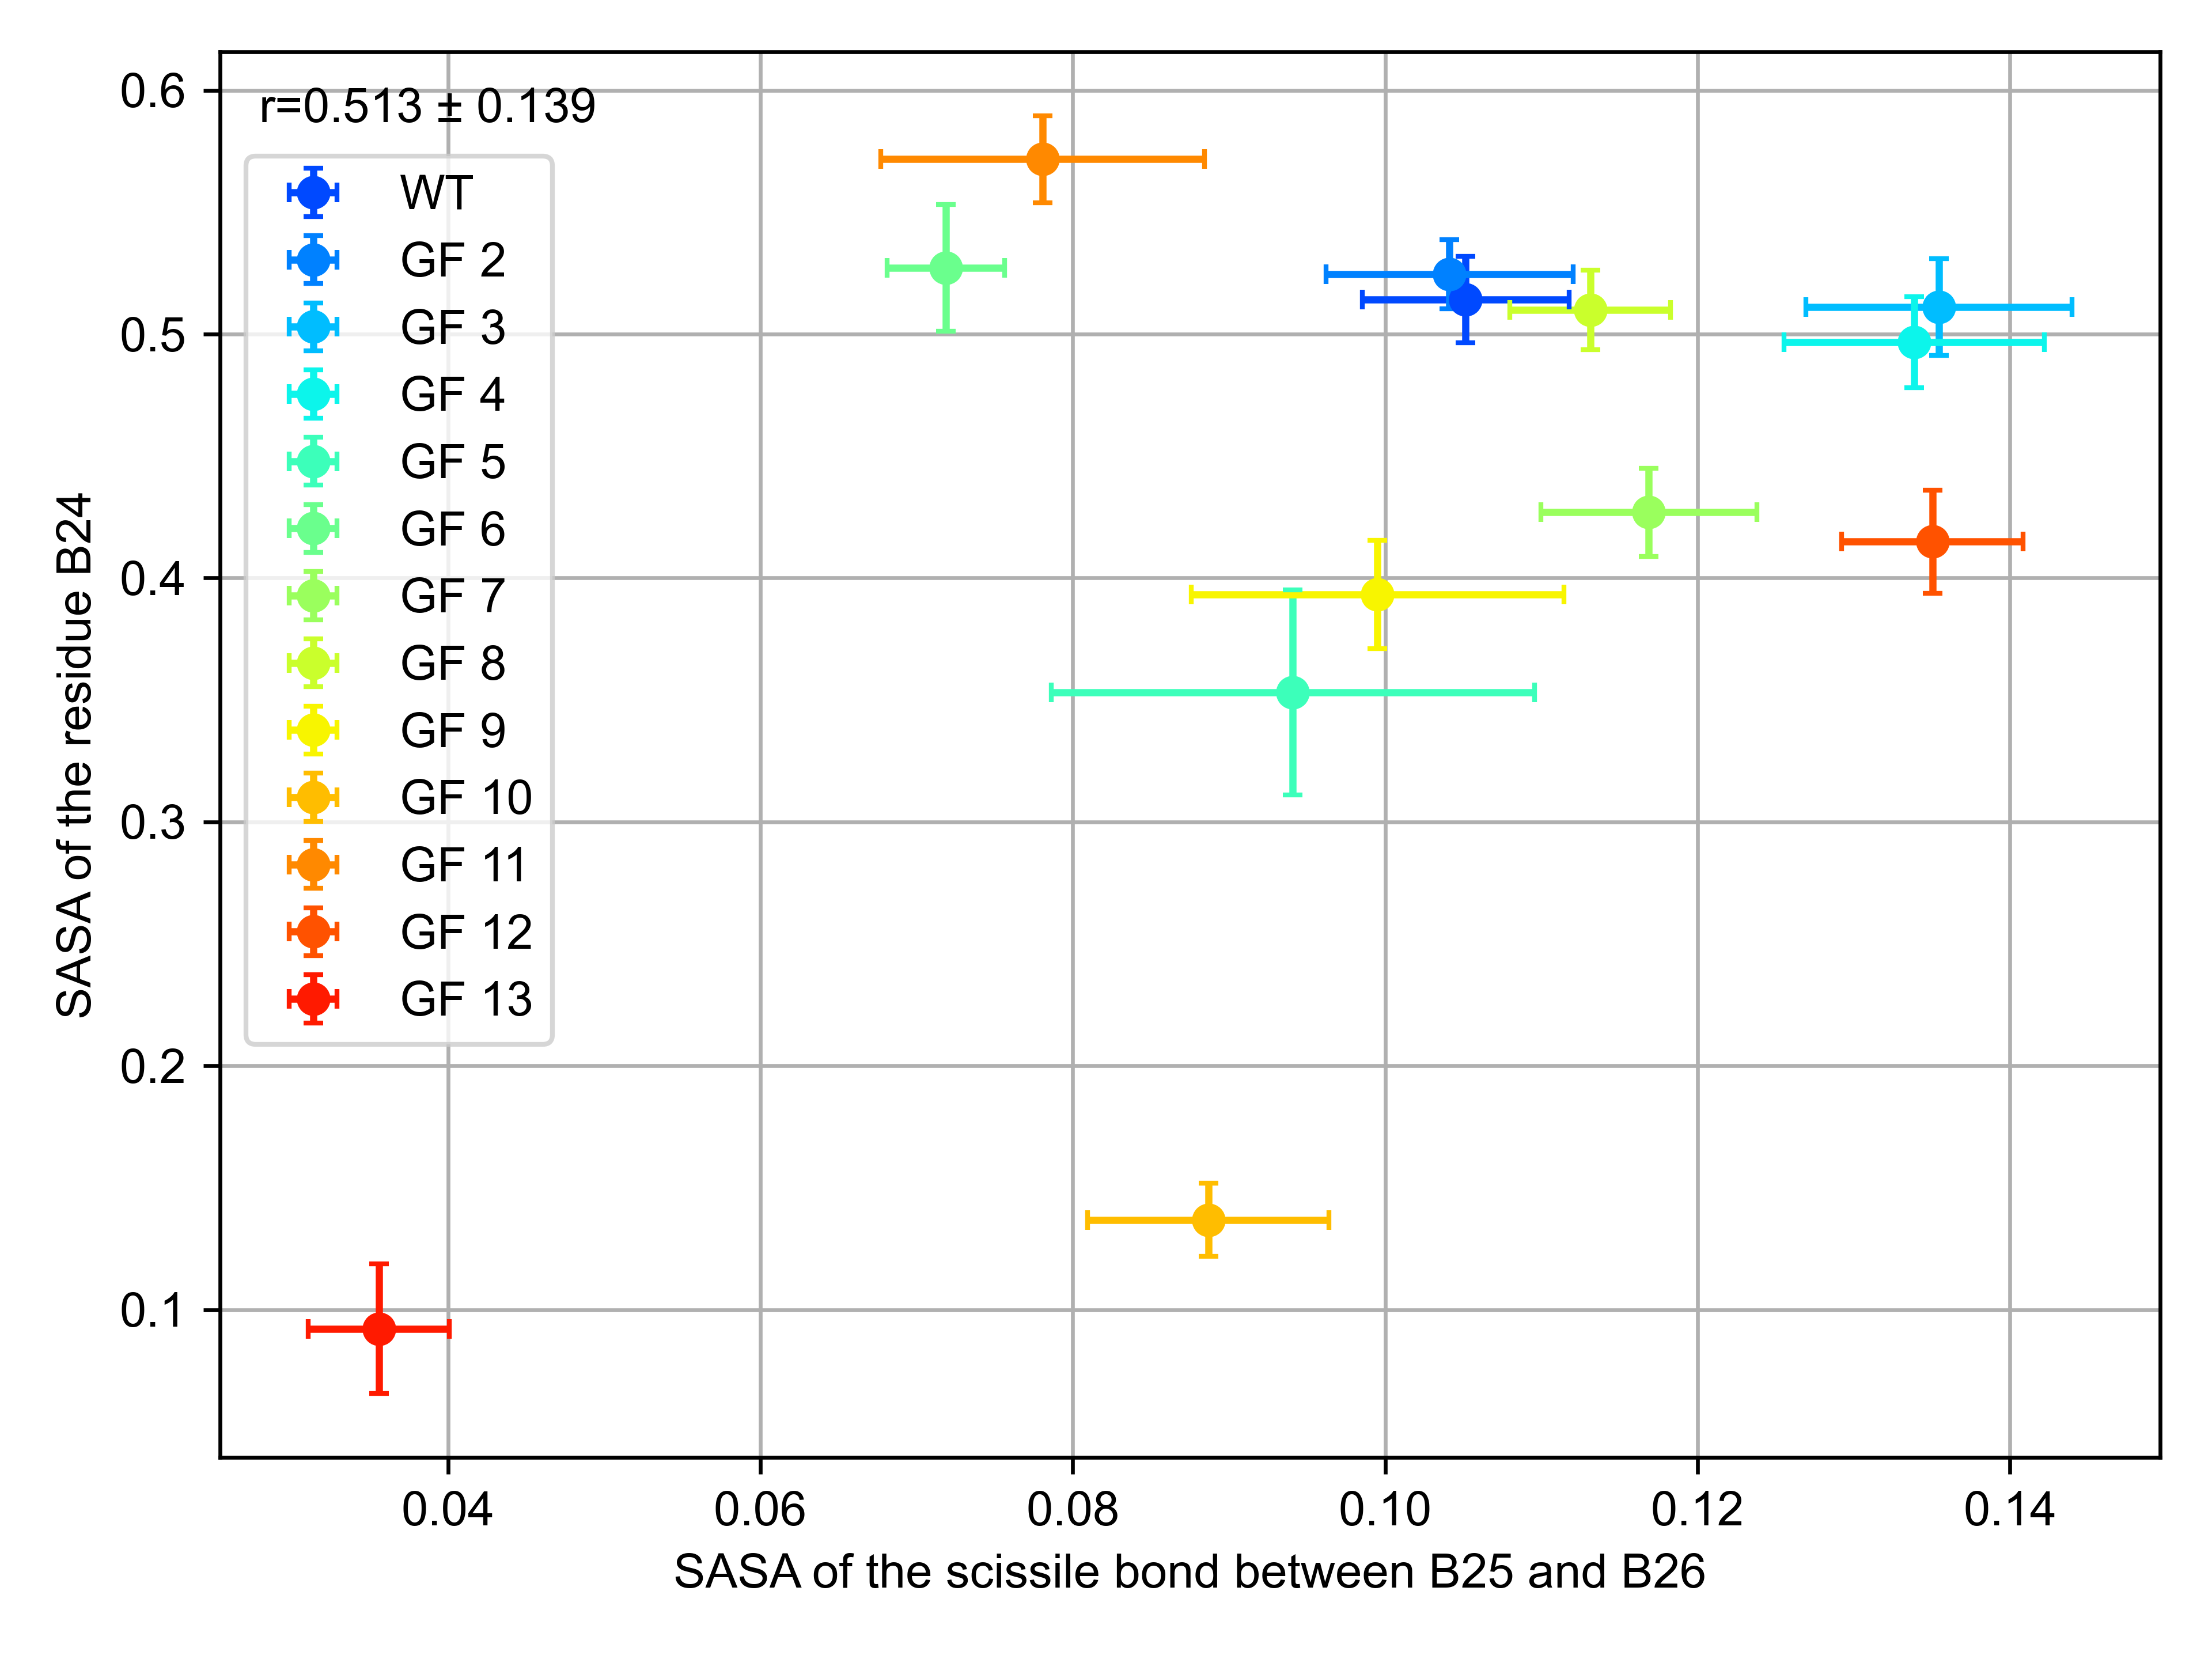 r=0.513 ± 0.139
WT
GF 2
GF 3
GF 4
GF 5
GF 6
GF 7
GF 8
GF 9
GF 10
GF 11
GF 12
GF 13
0.6
0.5
0.4
0.3
0.2
0.1
SASA of the residue B24
0.04 0.06 0.08 0.10 0.12 0.14
SASA of the scissile bond between B25 and B26